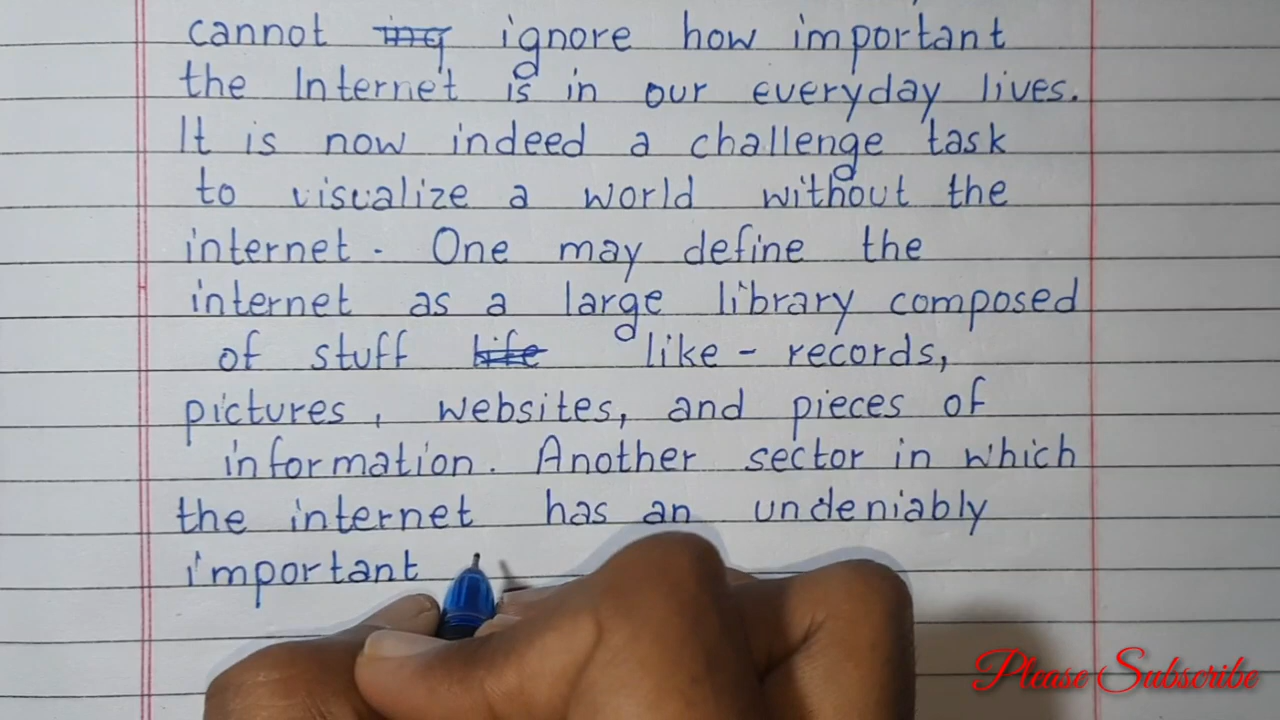 cannot ignore how important
the Internet is in our everyday lives.
It is now indeed a challenge task
to visualize a world without the
internet. One may define the
internet as a large library composed
of stuff like - records,
pictures, websites, and pieces of
information. Another sector in which
the internet has an undeniably
important
Please Subscribe